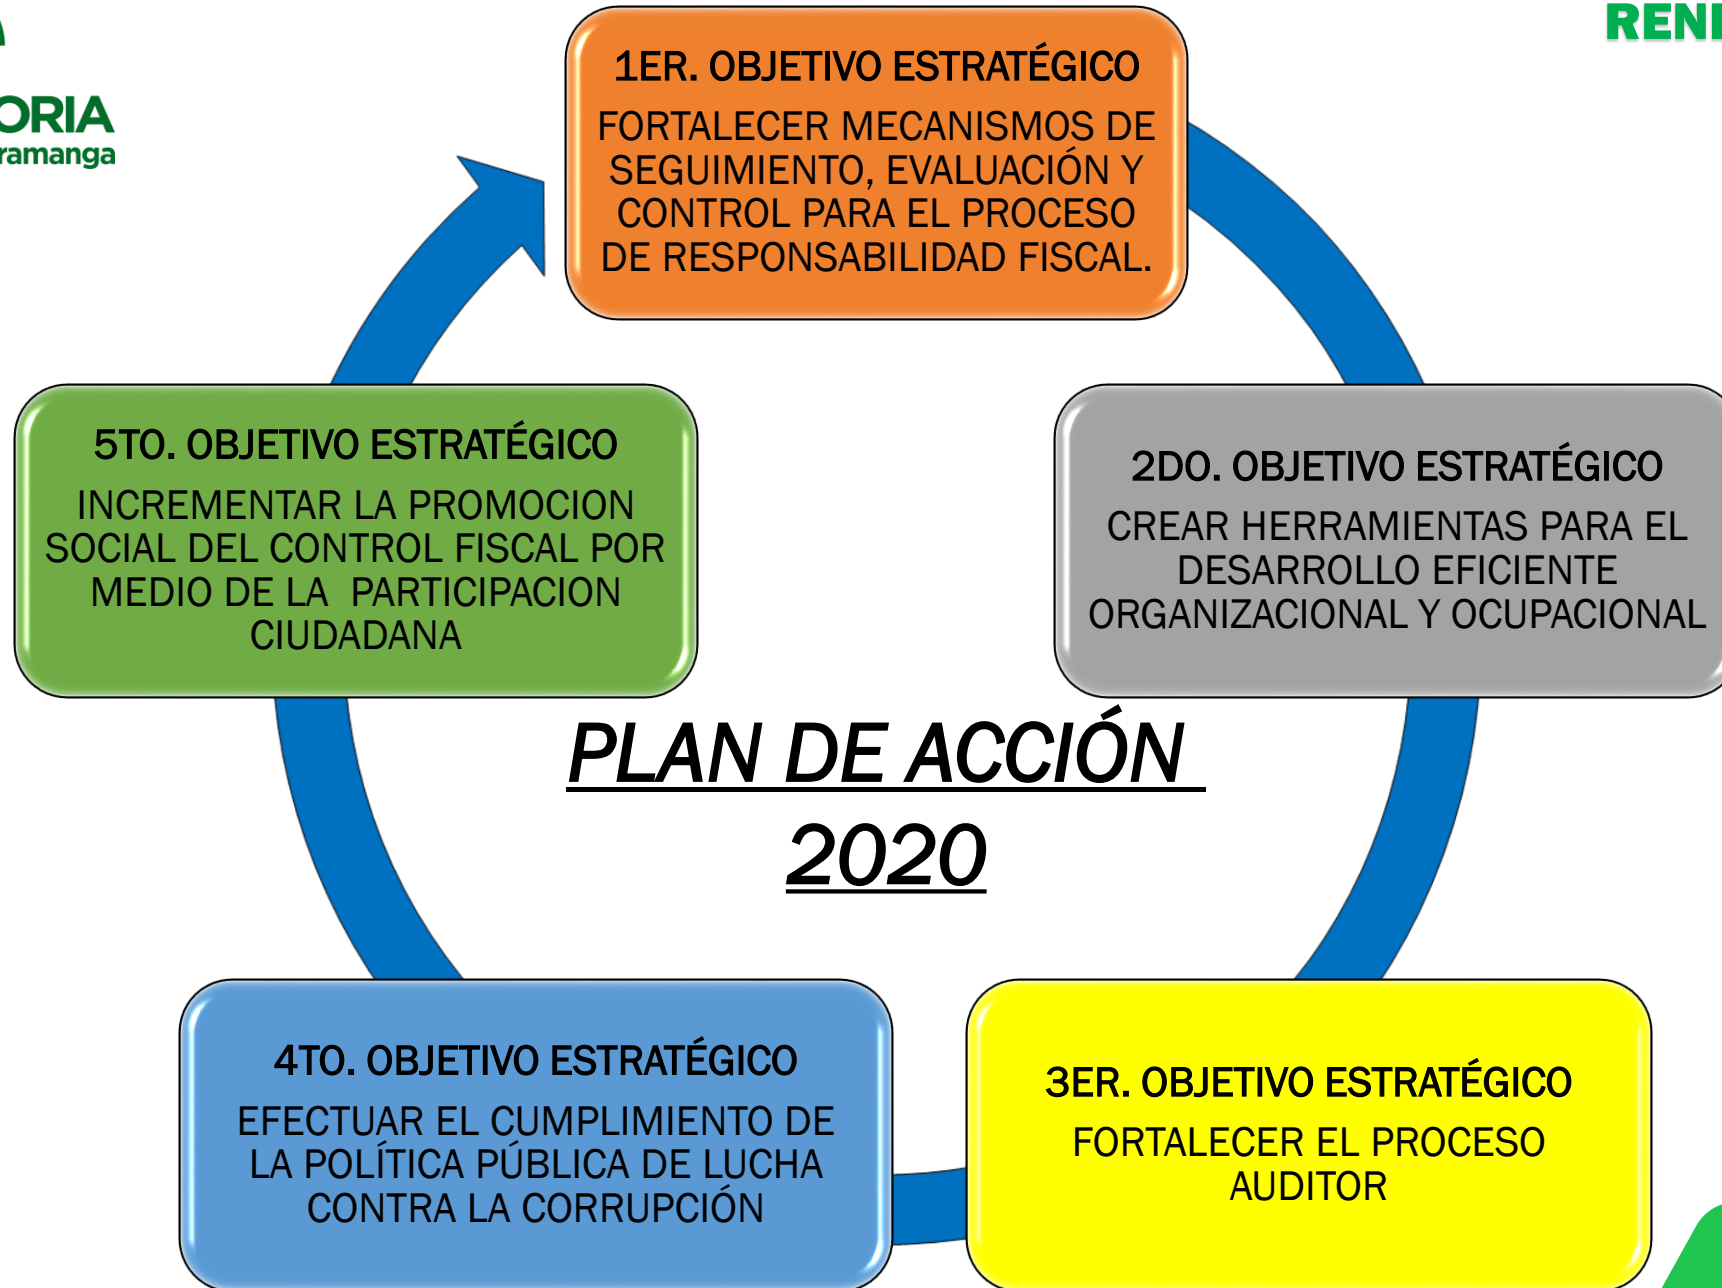 ORIA
ramanga
1ER. OBJETIVO ESTRATÉGICO
FORTALECER MECANISMOS DE
SEGUIMIENTO, EVALUACIÓN Y
CONTROL PARA EL PROCESO
DE RESPONSABILIDAD FISCAL.
2DO. OBJETIVO ESTRATÉGICO
CREAR HERRAMIENTAS PARA EL
DESARROLLO EFICIENTE
ORGANIZACIONAL Y OCUPACIONAL
3ER. OBJETIVO ESTRATÉGICO
FORTALECER EL PROCESO
AUDITOR
4TO. OBJETIVO ESTRATÉGICO
EFECTUAR EL CUMPLIMIENTO DE
LA POLÍTICA PÚBLICA DE LUCHA
CONTRA LA CORRUPCIÓN
5TO. OBJETIVO ESTRATÉGICO
INCREMENTAR LA PROMOCION
SOCIAL DEL CONTROL FISCAL POR
MEDIO DE LA  PARTICIPACION
CIUDADANA
PLAN DE ACCIÓN
2020